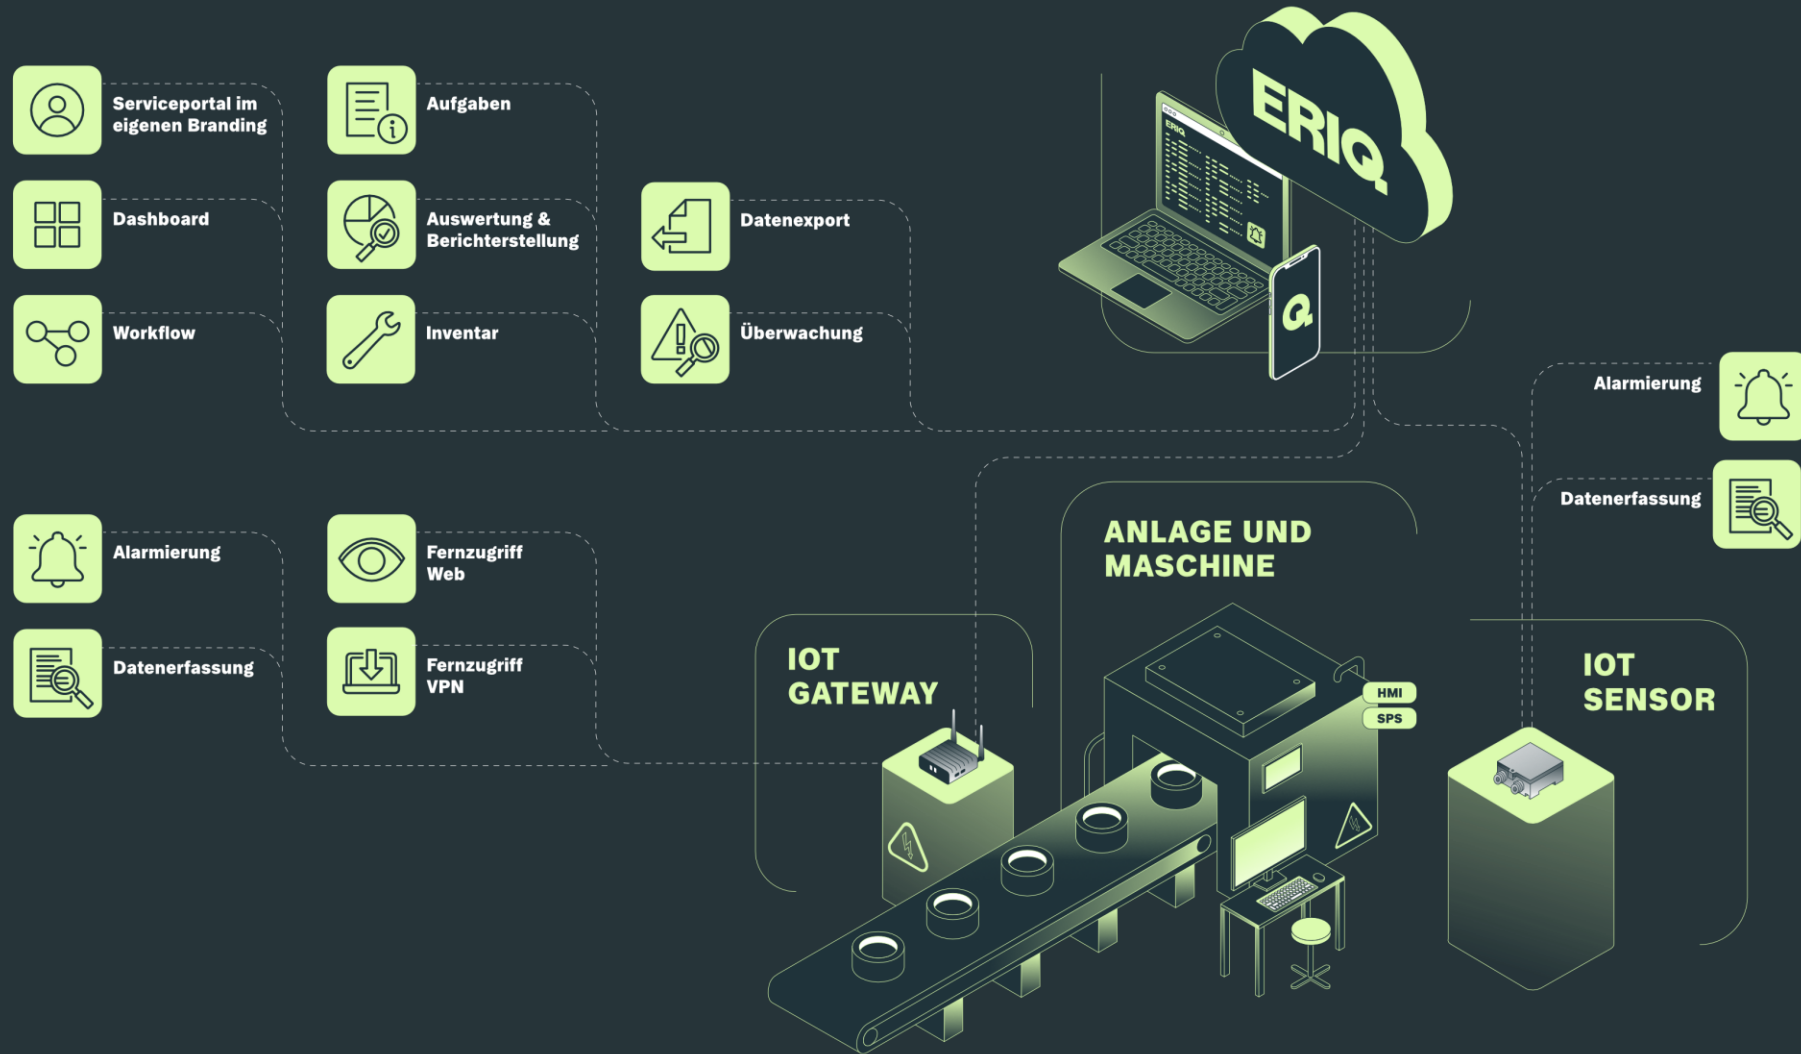 ERIQ
ERIQ
Q
Serviceportal im
eigenen Branding
Aufgaben
Dashboard
Auswertung &
Berichterstellung
Datenexport
Workflow
Inventar
Überwachung
Alarmierung
Datenerfassung
Alarmierung
Fernzugriff
Web
Datenerfassung
Fernzugriff
VPN
ANLAGE UND
MASCHINE
IOT
GATEWAY
HMI
SPS
IOT
SENSOR